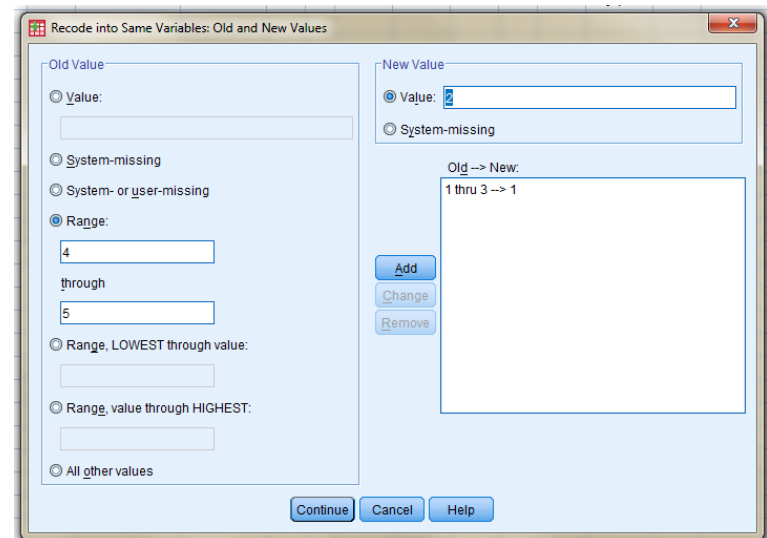 Recode into Same Variables: Old and New Values
Old Value
Value:
System-missing
System- or user-missing
Range:
4
through
5
Range, LOWEST through value:
Range, value through HIGHEST:
All other values
New Value
Value: 2
System-missing
Old --> New:
1 thru 3 --> 1
Add
Change
Remove
Continue Cancel Help